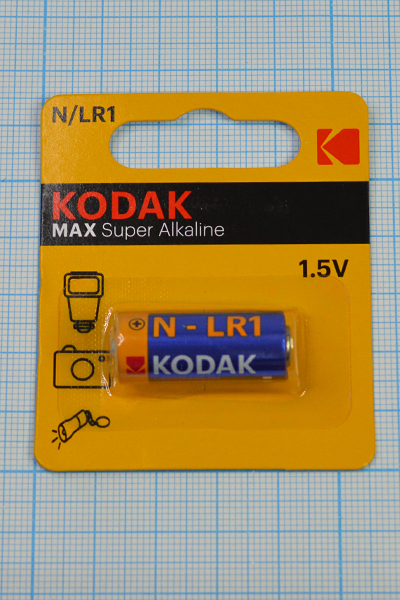 N/LR1
KODAK
MAX Super Alkaline
1.5V
N - LR1
KODAK